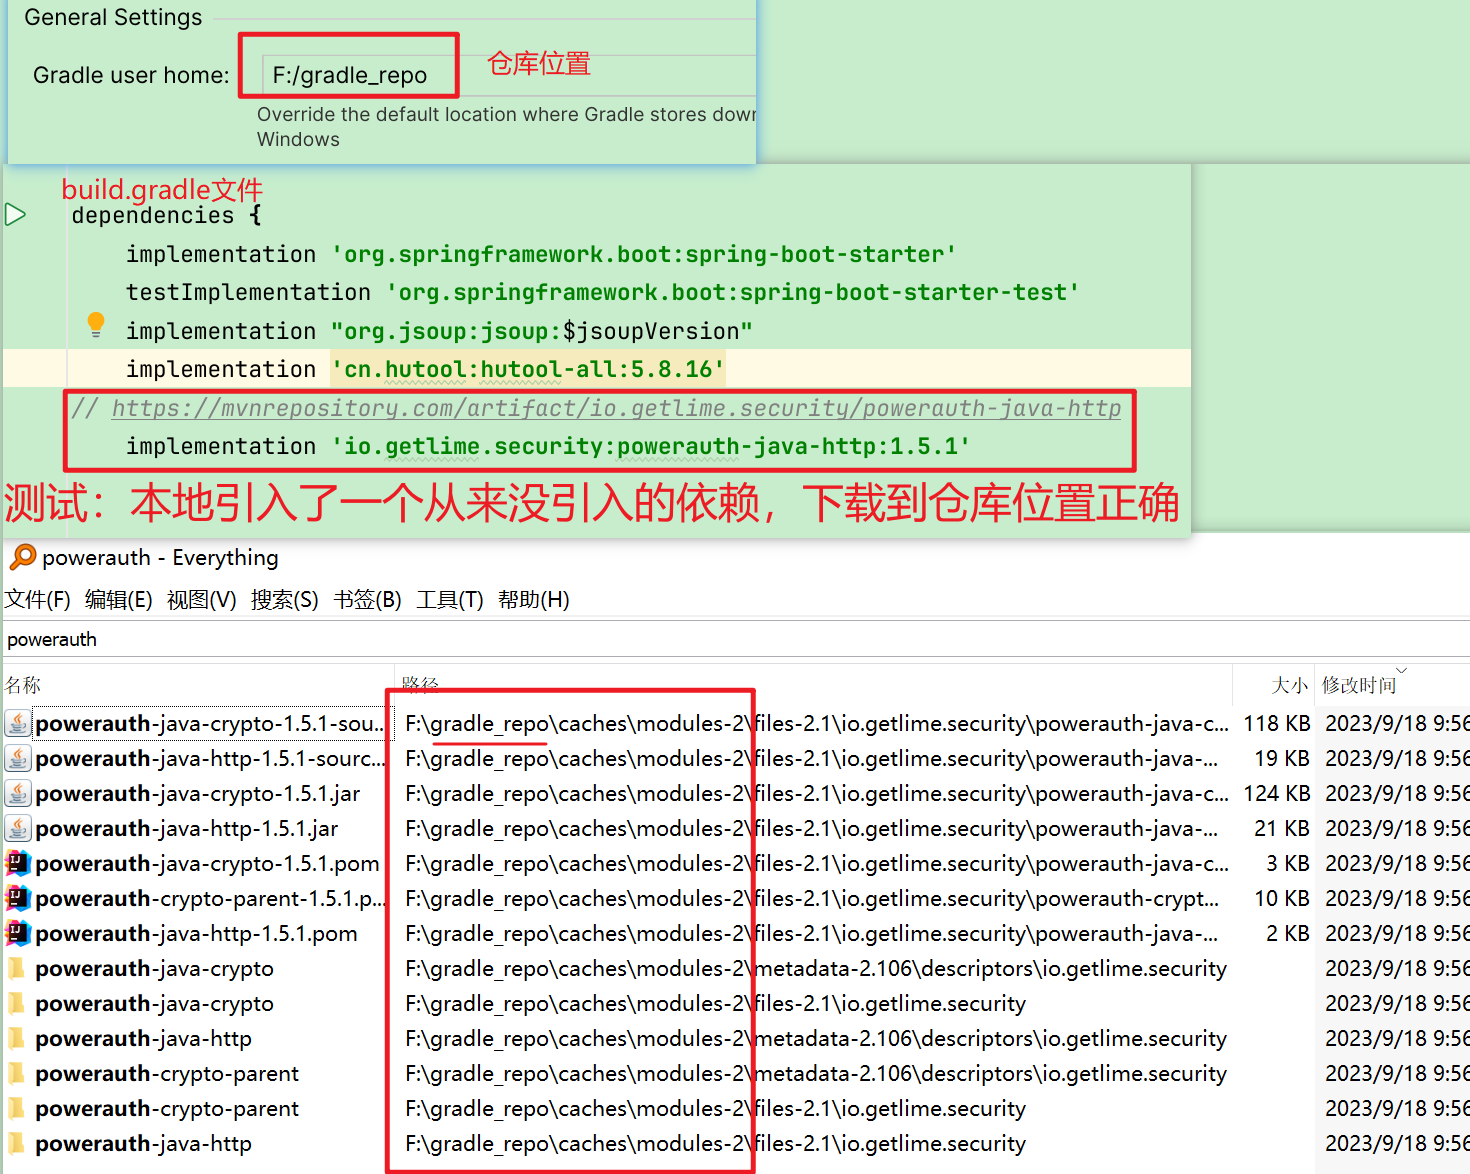 General Settings
Gradle user home: F:/gradle_repo 仓库位置
Override the default location where Gradle stores dow
Windows
build.gradle文件
dependencies {
implementation 'org.springframework.boot:spring-boot-starter'
testImplementation 'org.springframework.boot:spring-boot-starter-test'
implementation "org.jsoup:jsoup:$jsoupVersion"
implementation 'cn.hutool:hutool-all:5.8.16'
// https://mvnrepository.com/artifact/io.getlime.security/powerauth-java-http
implementation 'io.getlime.security:powerauth-java-http:1.5.1'
测试：本地引入了一个从来没引入的依赖，下载到仓库位置正确
powerauth - Everything
文件(F) 编辑(E) 视图(V) 搜索(S) 书签(B) 工具(T) 帮助(H)
powerauth
名称 路径 大小 修改时间
powerauth-java-crypto-1.5.1-sou... F:\gradle_repo\caches\modules-2\files-2.1\io.getlime.security\powerauth-java-c... 118 KB 2023/9/18 9:56
powerauth-java-http-1.5.1-sourc... F:\gradle_repo\caches\modules-2\files-2.1\io.getlime.security\powerauth-java-... 19 KB 2023/9/18 9:56
powerauth-java-crypto-1.5.1.jar F:\gradle_repo\caches\modules-2\files-2.1\io.getlime.security\powerauth-java-c... 124 KB 2023/9/18 9:56
powerauth-java-http-1.5.1.jar F:\gradle_repo\caches\modules-2\files-2.1\io.getlime.security\powerauth-java-... 21 KB 2023/9/18 9:56
powerauth-java-crypto-1.5.1.pom F:\gradle_repo\caches\modules-2\files-2.1\io.getlime.security\powerauth-java-c... 3 KB 2023/9/18 9:56
powerauth-crypto-parent-1.5.1.p... F:\gradle_repo\caches\modules-2\files-2.1\io.getlime.security\powerauth-crypt... 10 KB 2023/9/18 9:56
powerauth-java-http-1.5.1.pom F:\gradle_repo\caches\modules-2\files-2.1\io.getlime.security\powerauth-java-... 2 KB 2023/9/18 9:56
powerauth-java-crypto F:\gradle_repo\caches\modules-2\metadata-2.106\descriptors\io.getlime.security 2023/9/18 9:56
powerauth-java-crypto F:\gradle_repo\caches\modules-2\files-2.1\io.getlime.security 2023/9/18 9:56
powerauth-java-http F:\gradle_repo\caches\modules-2\metadata-2.106\descriptors\io.getlime.security 2023/9/18 9:56
powerauth-crypto-parent F:\gradle_repo\caches\modules-2\metadata-2.106\descriptors\io.getlime.security 2023/9/18 9:56
powerauth-crypto-parent F:\gradle_repo\caches\modules-2\files-2.1\io.getlime.security 2023/9/18 9:56
powerauth-java-http F:\gradle_repo\caches\modules-2\files-2.1\io.getlime.security 2023/9/18 9:56